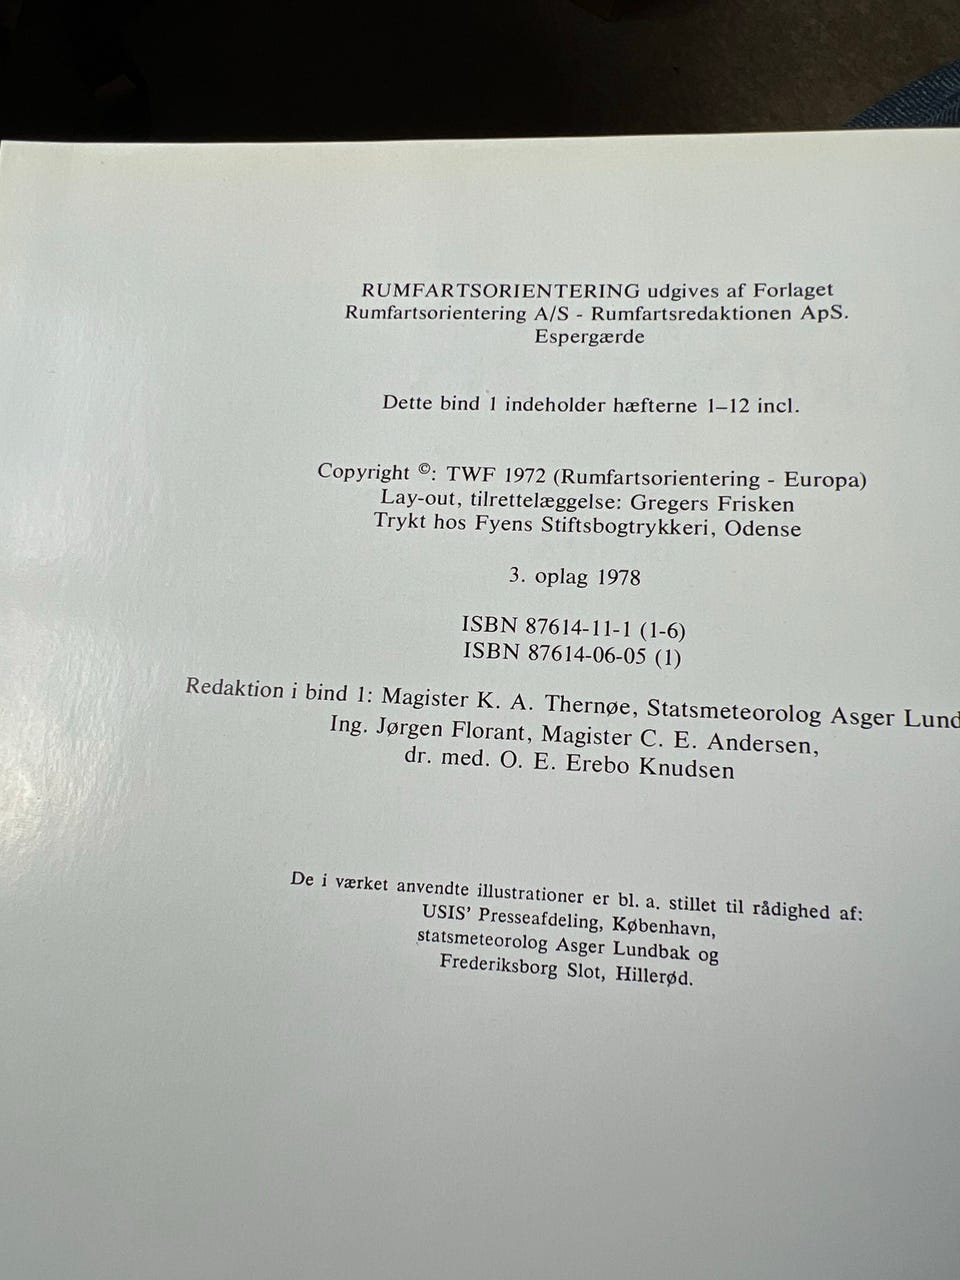 RUMFARTSORIENTERING udgives af Forlaget
Rumfartsorientering A/S - Rumfartsredaktionen ApS.
Espergærde
Dette bind 1 indeholder hæfterne 1–12 incl.
Copyright ©: TWF 1972 (Rumfartsorientering - Europa)
Lay-out, tilrettelæggelse: Gregers Frisken
Trykt hos Fyens Stiftsbogtrykkeri, Odense
3. oplag 1978
ISBN 87614-11-1 (1-6)
ISBN 87614-06-05 (1)
Redaktion i bind 1: Magister K. A. Thernøe, Statsmeteorolog Asger Lund
Ing. Jørgen Florant, Magister C. E. Andersen,
dr. med. O. E. Erebo Knudsen
De i værket anvendte illustrationer er bl. a. stillet til rådighed af:
USIS' Presseafdeling, København,
statsmeteorolog Asger Lundbak og
Frederiksborg Slot, Hillerød.